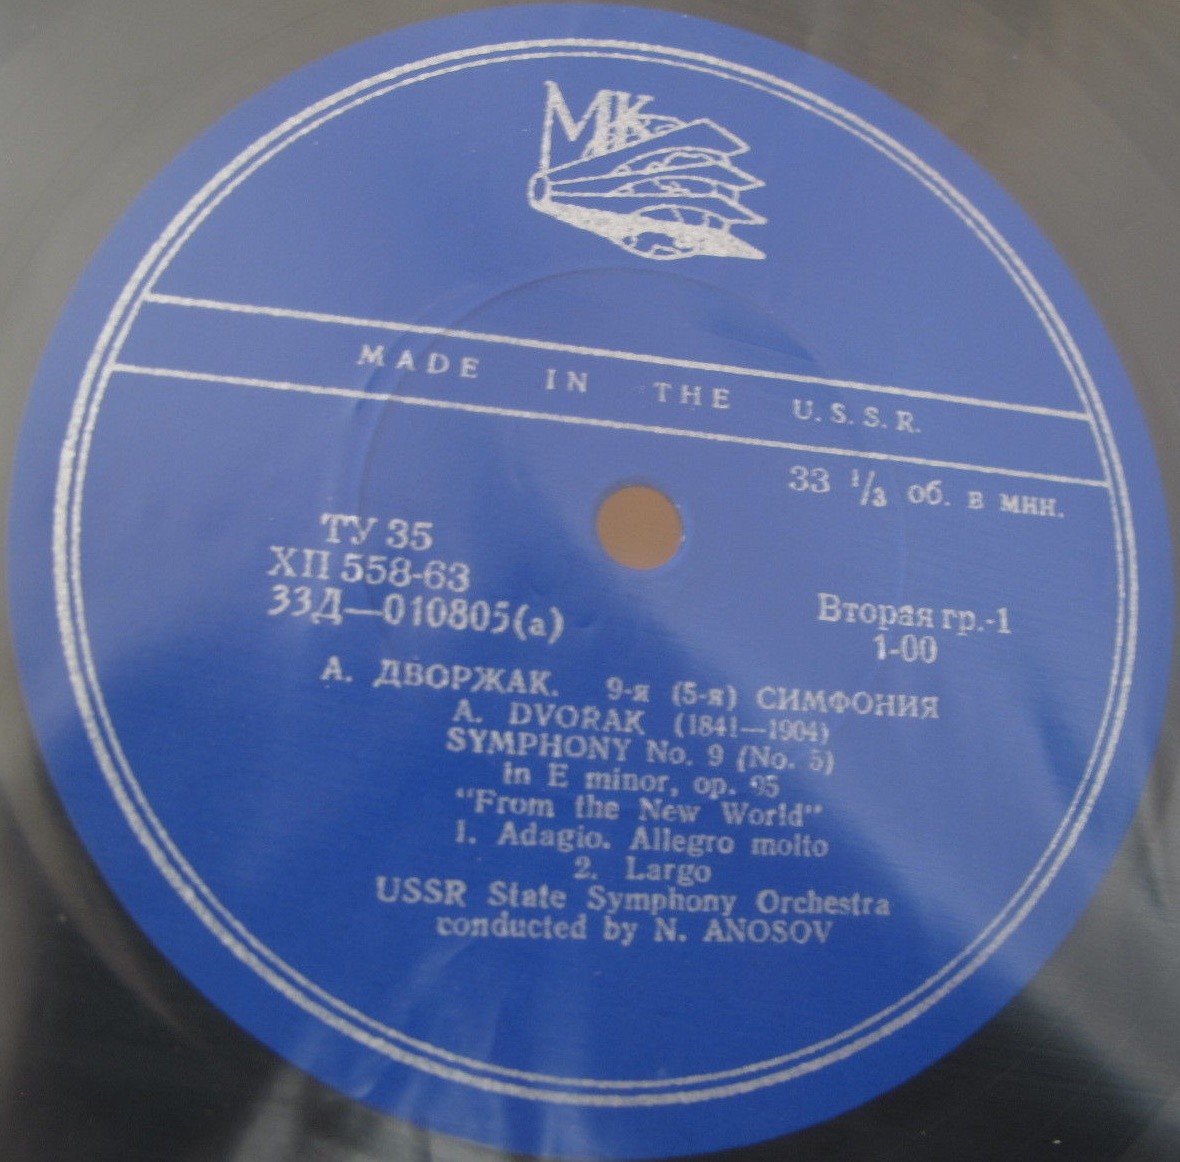 МК
MADE IN THE U.S.S.R.
33 1/3 об. в мин.
ТУ 35
ХП 558-63
33Д—010805(а)
Вторая гр.-1
1-00
А. ДВОРЖАК. 9-я (5-я) СИМФОНИЯ
A. DVORAK (1841—1904)
SYMPHONY No. 9 (No. 5)
in E minor, op. 95
“From the New World”
1. Adagio. Allegro molto
2. Largo
USSR State Symphony Orchestra
conducted by N. ANOSOV